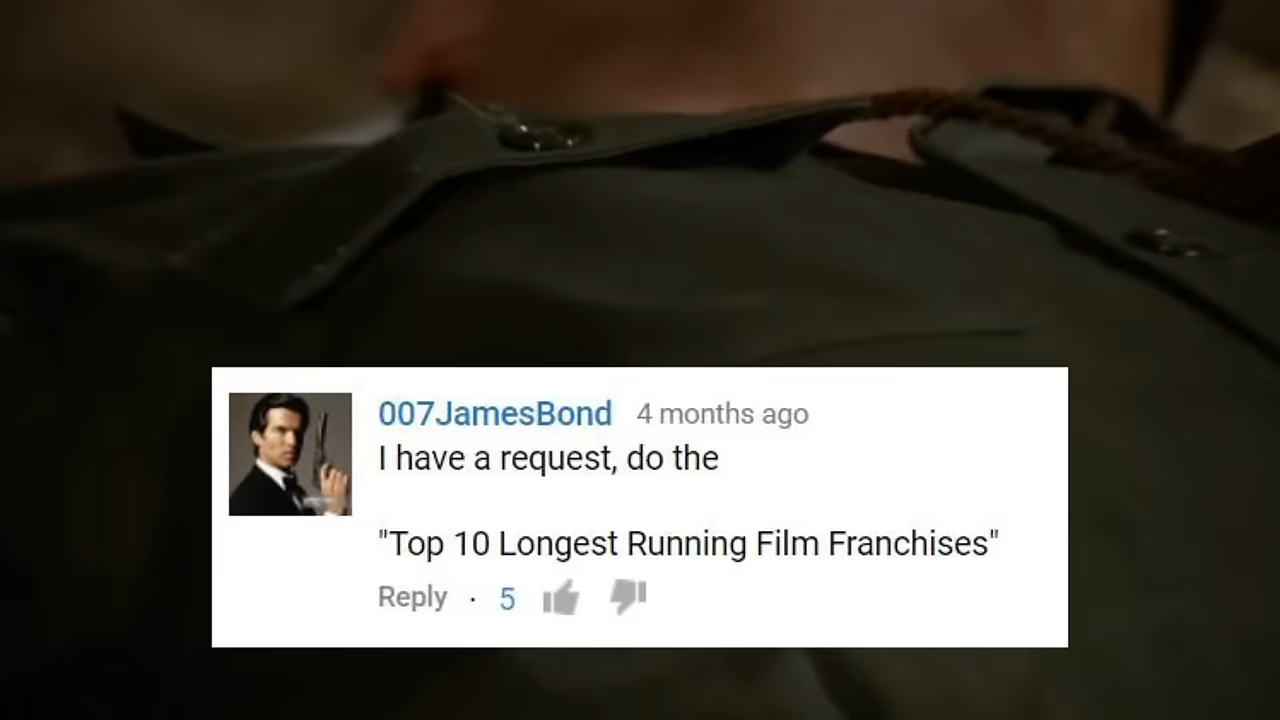 007JamesBond 4 months ago
I have a request, do the
"Top 10 Longest Running Film Franchises"
Reply · 5